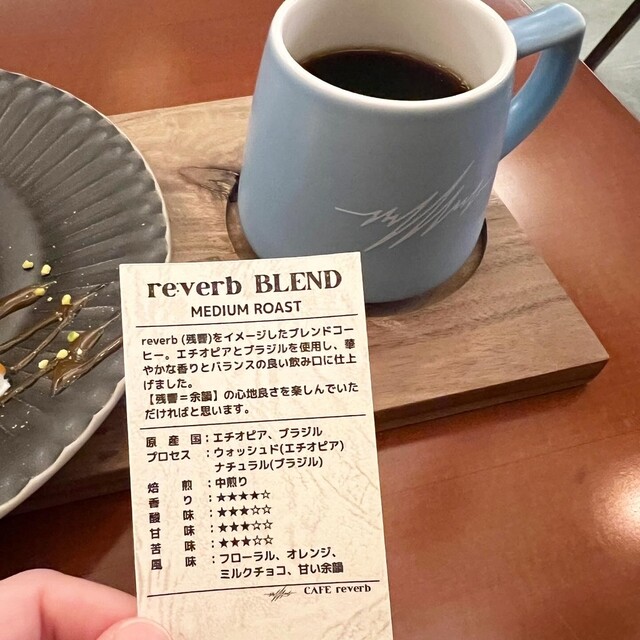 re:verb BLEND
MEDIUM ROAST
reverb (残響)をイメージしたブレンドコー
ヒー。エチオピアとブラジルを使用し、華
やかな香りとバランスの良い飲み口に仕上
げました。
【残響=余韻】の心地良さを楽しんでいた
だければと思います。
原産国:エチオピア、ブラジル
プロセス:ウォッシュド(エチオピア)
ナチュラル(ブラジル)
焙煎:中煎り
香り:★★★★☆
酸味:★★★☆☆
甘味:★★★☆☆
苦味:★★★☆☆
風味:フローラル、オレンジ、
ミルクチョコ、甘い余韻
CAFE reverb